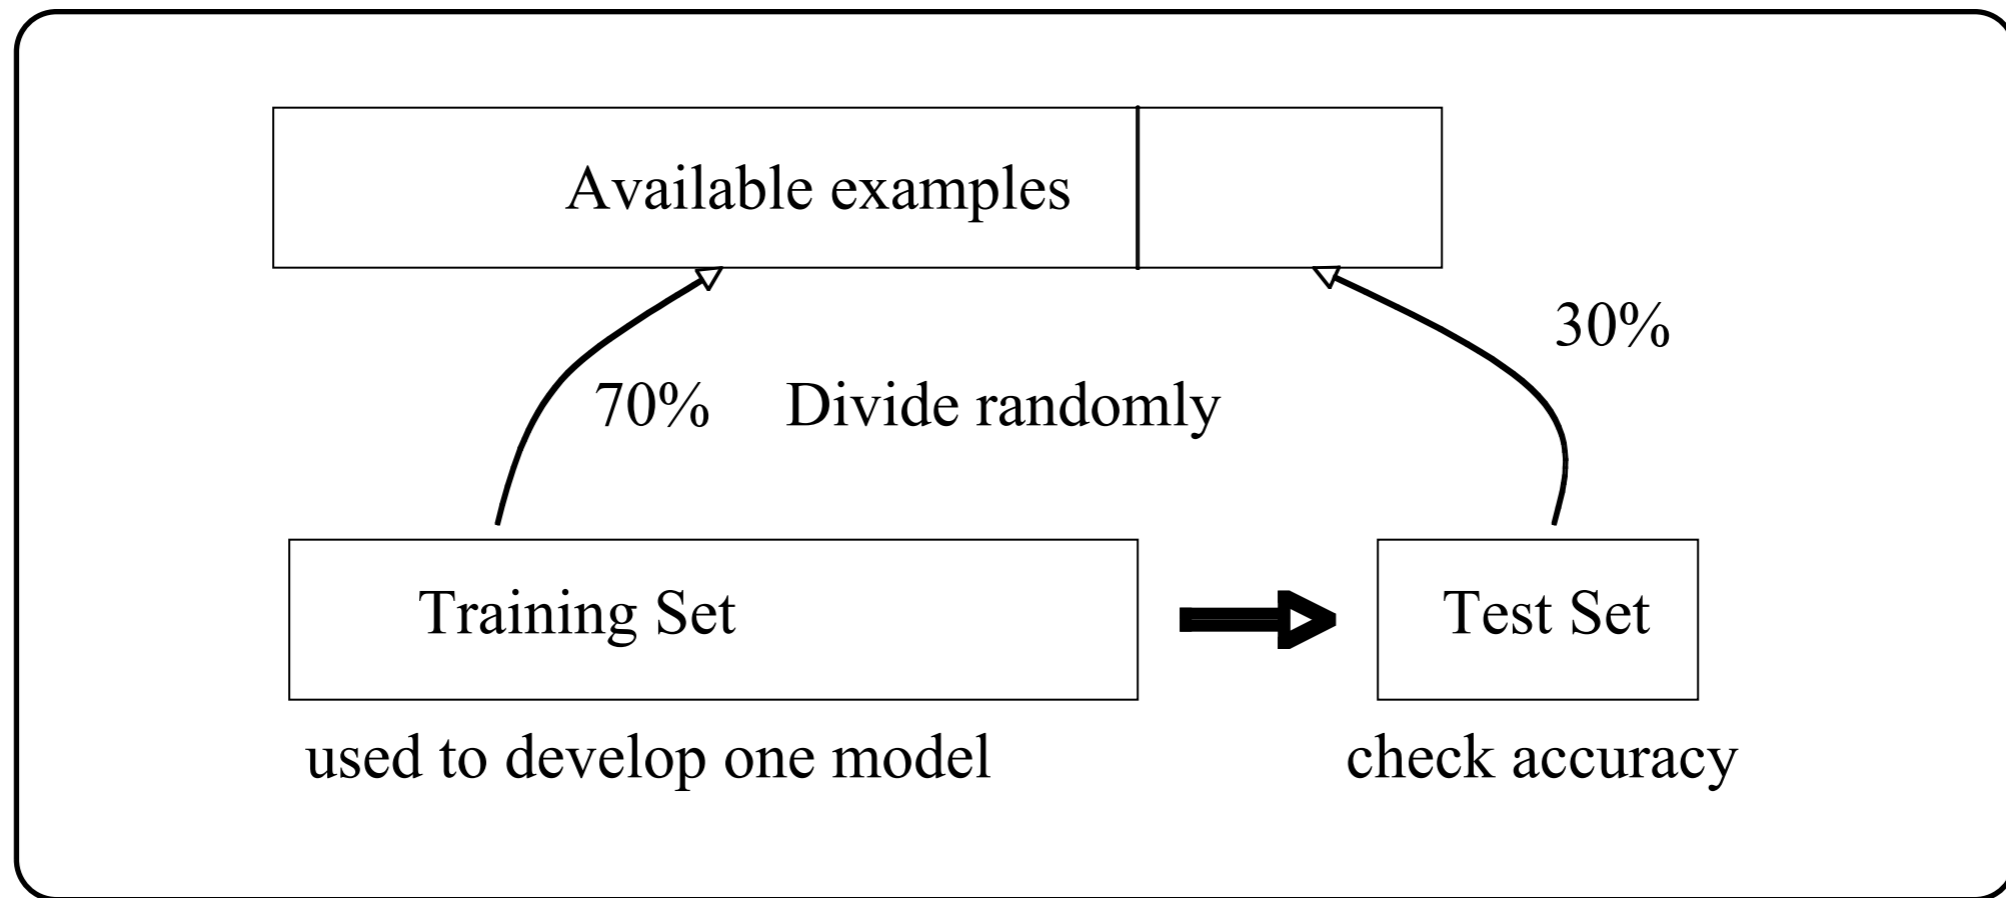 Available examples
30%
70% Divide randomly
Training Set
Test Set
used to develop one model
check accuracy